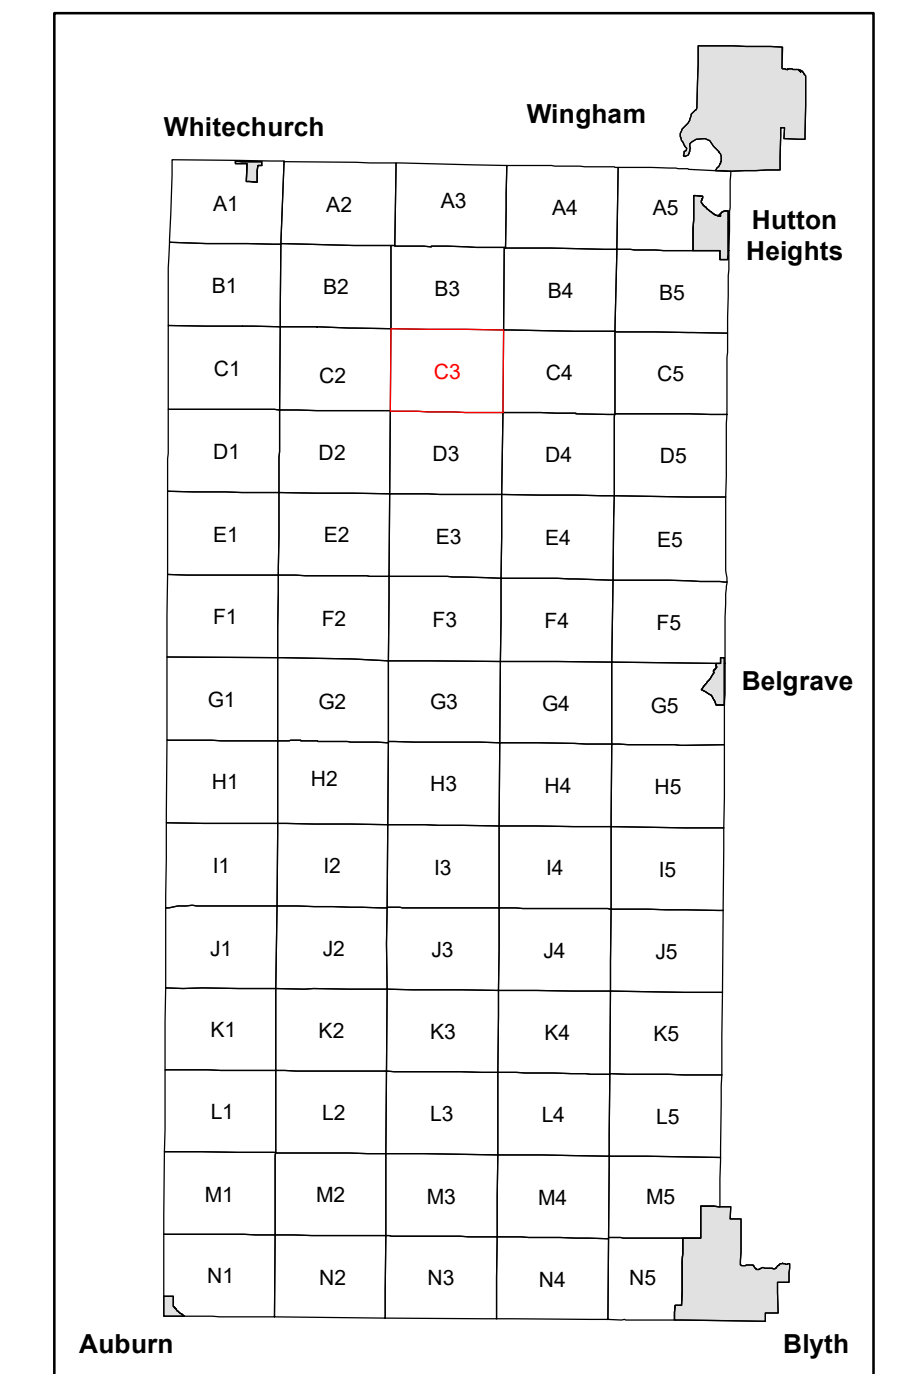 Wingham
Whitechurch
A1 A2 A3 A4 A5
Hutton
Heights
B1 B2 B3 B4 B5
C1 C2 C3 C4 C5
D1 D2 D3 D4 D5
E1 E2 E3 E4 E5
F1 F2 F3 F4 F5
Belgrave
G1 G2 G3 G4 G5
H1 H2 H3 H4 H5
I1 I2 I3 I4 I5
J1 J2 J3 J4 J5
K1 K2 K3 K4 K5
L1 L2 L3 L4 L5
M1 M2 M3 M4 M5
N1 N2 N3 N4 N5
Auburn
Blyth